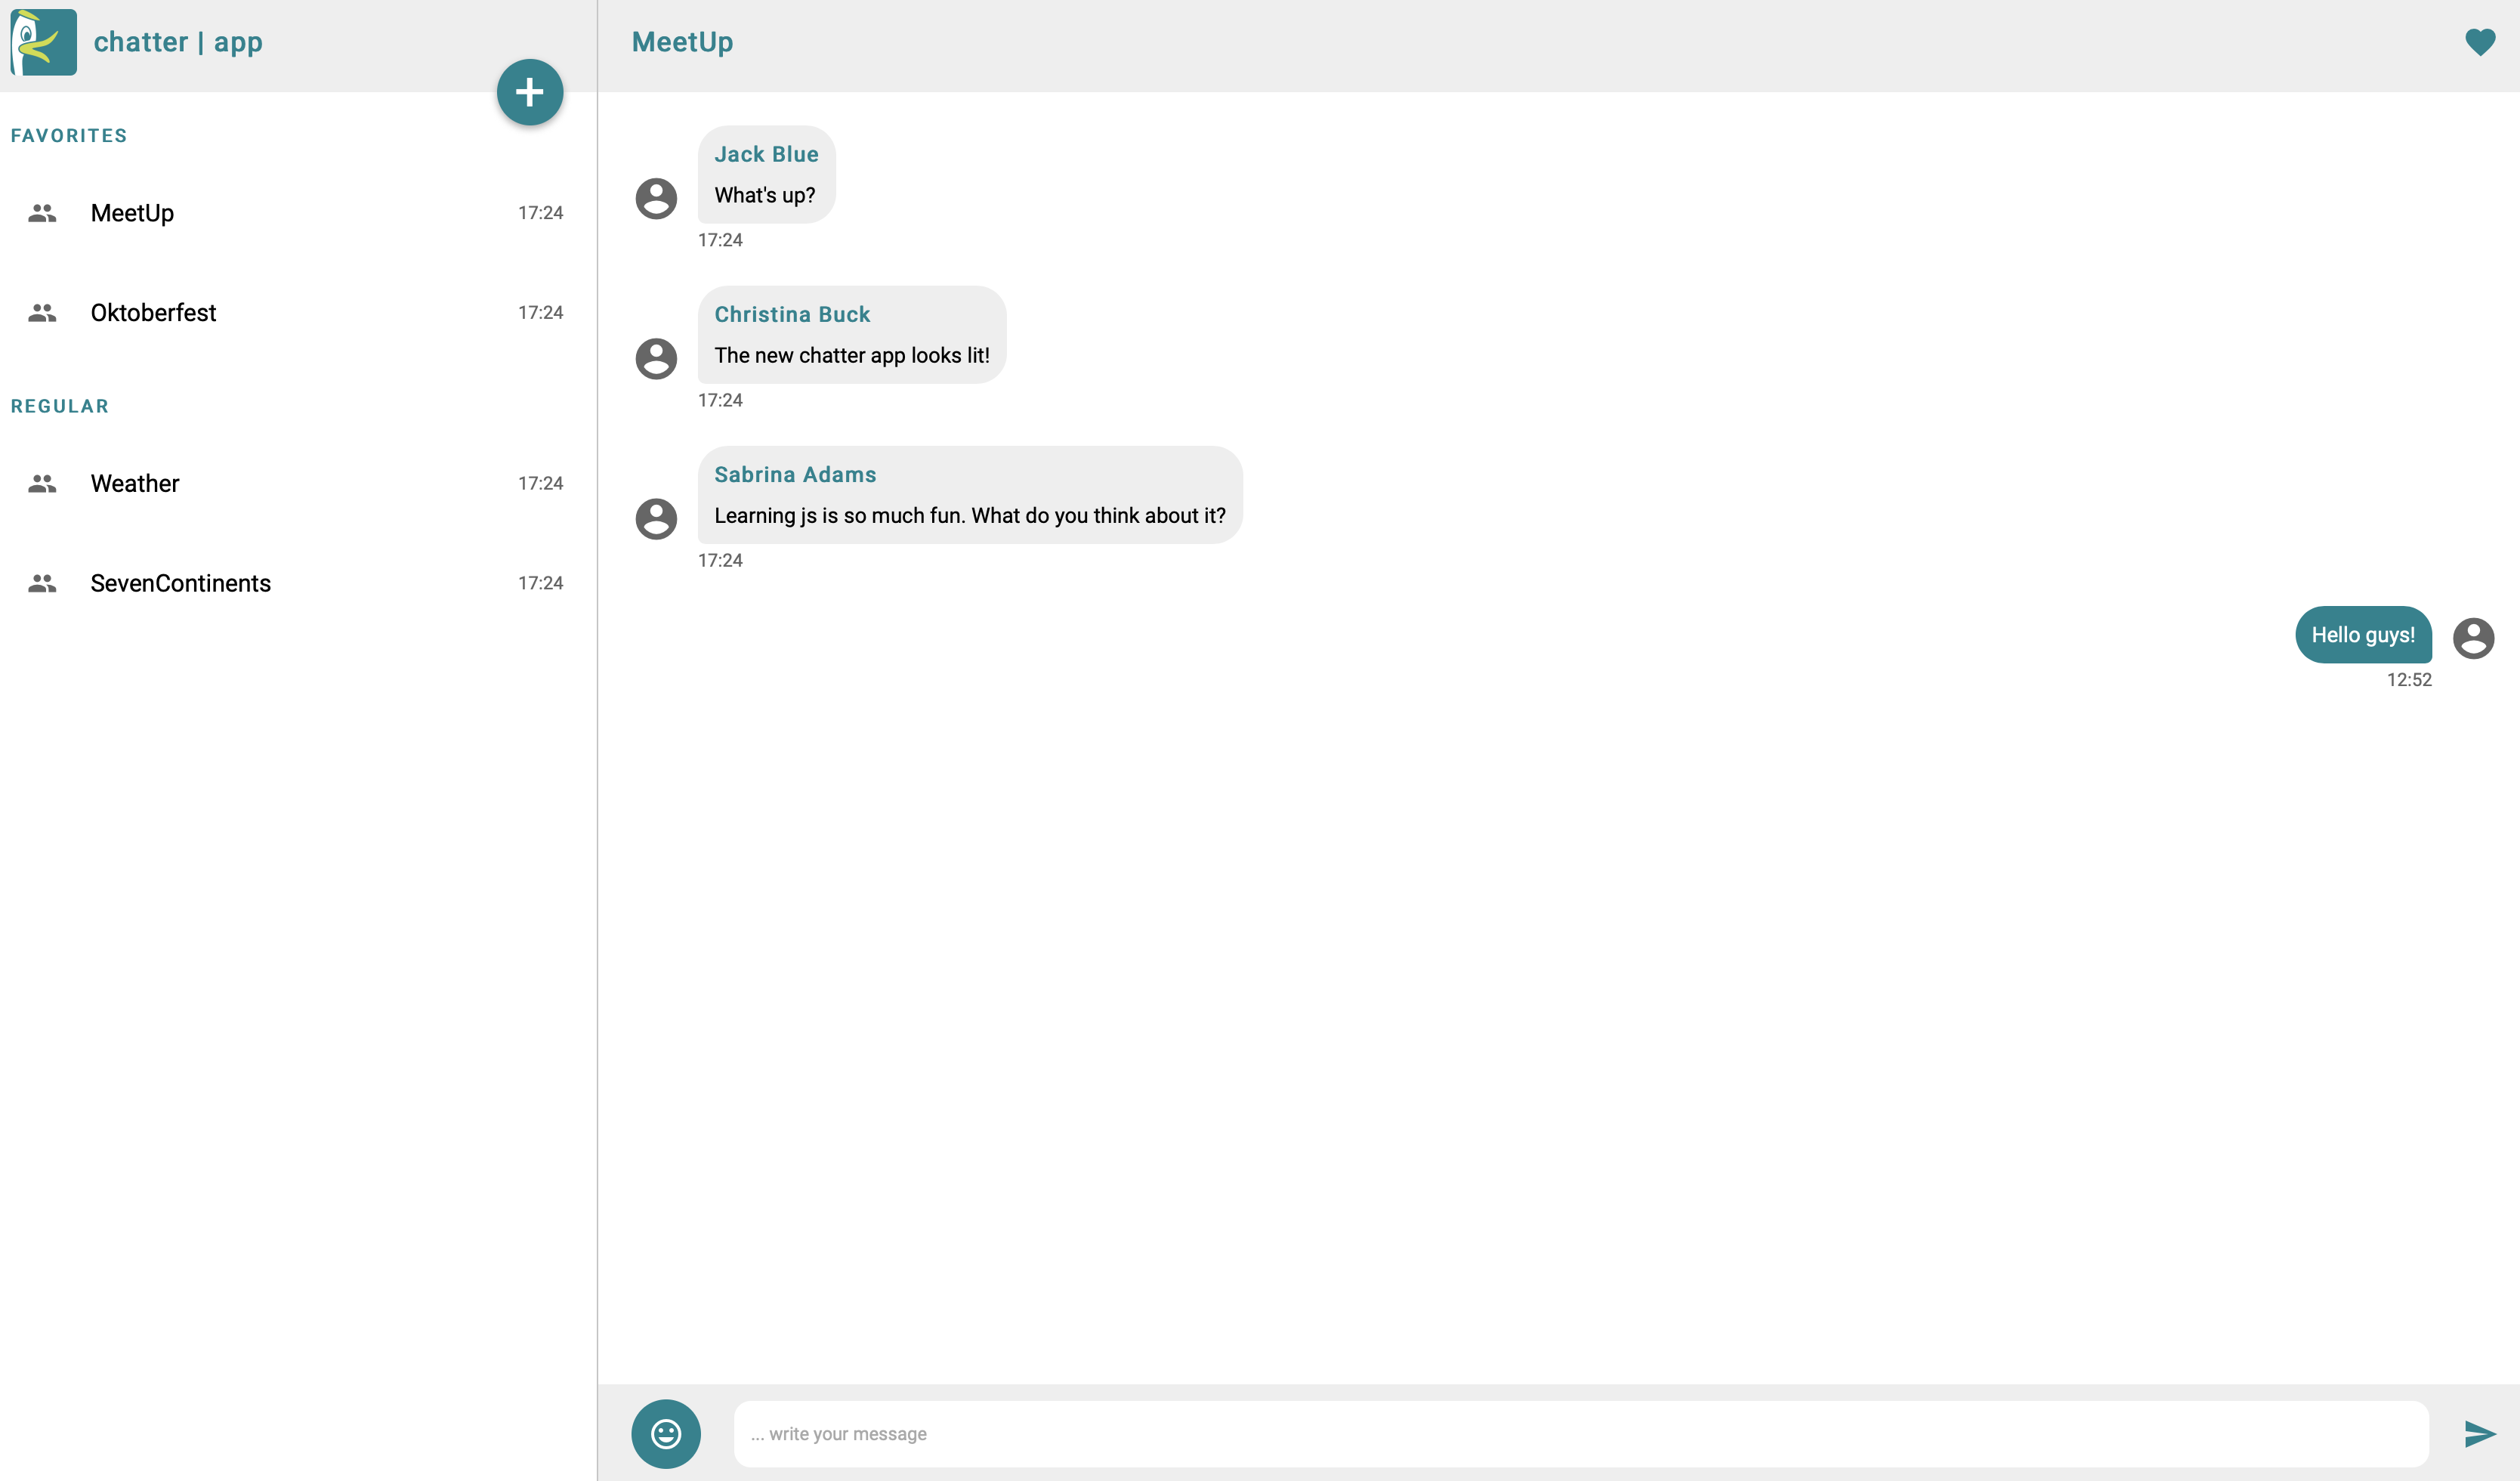 chatter | app
FAVORITES
MeetUp 17:24
Oktoberfest 17:24
REGULAR
Weather 17:24
SevenContinents 17:24
MeetUp
Jack Blue
What's up?
17:24
Christina Buck
The new chatter app looks lit!
17:24
Sabrina Adams
Learning js is so much fun. What do you think about it?
17:24
Hello guys!
12:52
... write your message